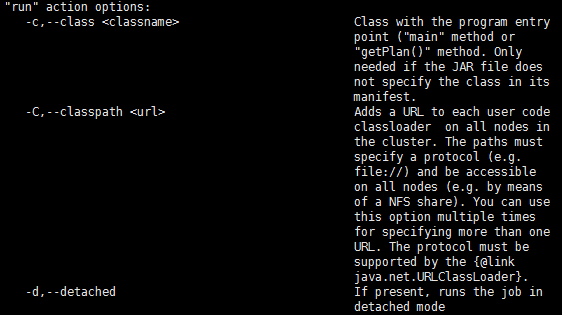 "run" action options:
-c,--class <classname> Class with the program entry
point ("main" method or
"getPlan()" method. Only
needed if the JAR file does
not specify the class in its
manifest.
-C,--classpath <url> Adds a URL to each user code
classloader  on all nodes in
the cluster. The paths must
specify a protocol (e.g.
file://) and be accessible
on all nodes (e.g. by means
of a NFS share). You can use
this option multiple times
for specifying more than one
URL. The protocol must be
supported by the {@link
java.net.URLClassLoader}.
-d,--detached If present, runs the job in
detached mode